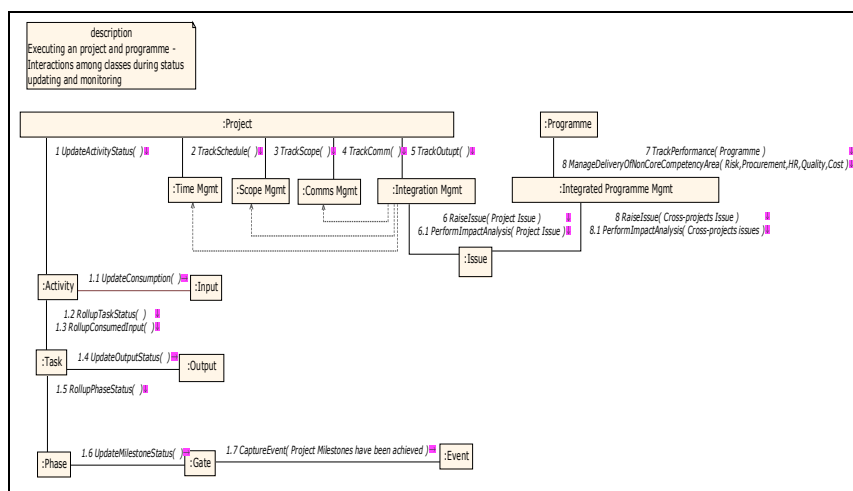 description
Executing an project and programme -
Interactions among classes during status
updating and monitoring
:Project
:Programme
1 UpdateActivityStatus( )
2 TrackSchedule( )
3 TrackScope( )
4 TrackComm( )
5 TrackOutupt( )
7 TrackPerformance( Programme )
8 ManageDeliveryOfNonCoreCompetencyArea( Risk,Procurement,HR,Quality,Cost )
:Time Mgmt
:Scope Mgmt
:Comms Mgmt
:Integration Mgmt
:Integrated Programme Mgmt
6 RaiseIssue( Project Issue )
6.1 PerformImpactAnalysis( Project Issue )
8 RaiseIssue( Cross-projects Issue )
8.1 PerformImpactAnalysis( Cross-projects issues )
:Issue
:Activity
1.1 UpdateConsumption( )
:Input
1.2 RollupTaskStatus( )
1.3 RollupConsumedInput( )
:Task
1.4 UpdateOutputStatus( )
:Output
1.5 RollupPhaseStatus( )
:Phase
1.6 UpdateMilestoneStatus( )
:Gate
1.7 CaptureEvent( Project Milestones have been achieved )
:Event